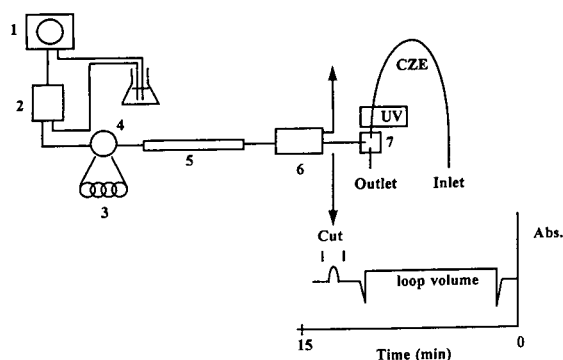 1
CZE
2
4
UV
7
5
6
3
Outlet Inlet
Cut
Abs.
loop volume
15
0
Time (min)